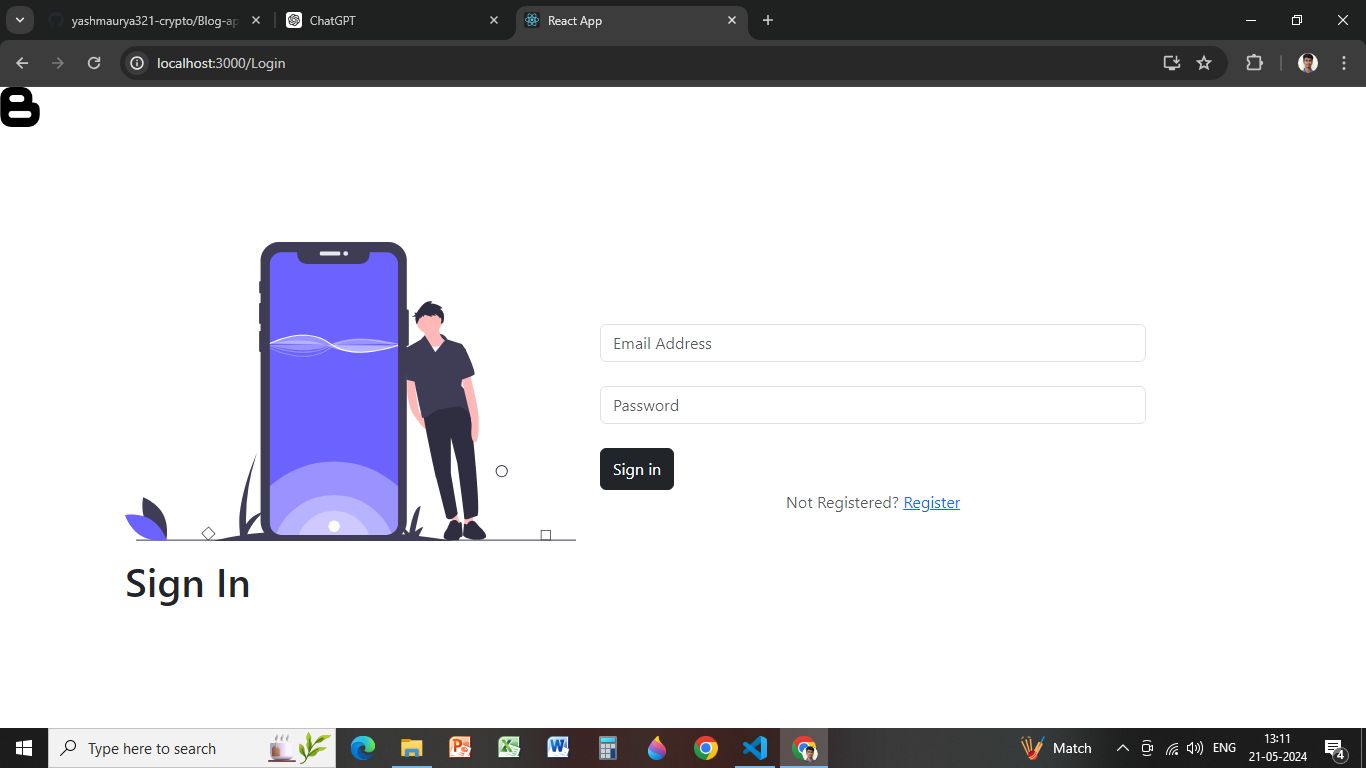 yashmaurya321-crypto/Blog-ap
ChatGPT
React App
localhost:3000/Login
B
Email Address
Password
Sign in
Not Registered? Register
Sign In
Type here to search
Match
ENG
13:11
21-05-2024
4